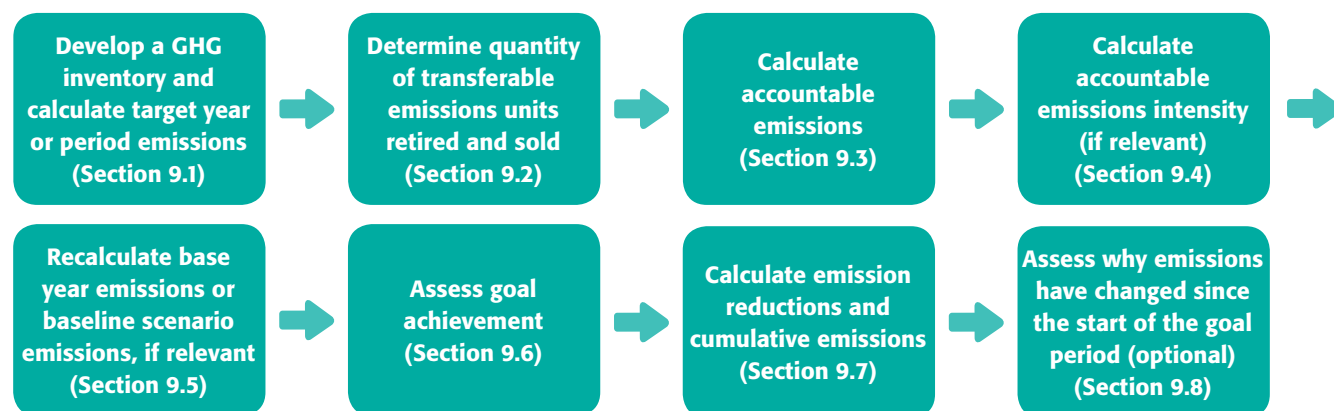 Develop a GHG
inventory and
calculate target year
or period emissions
(Section 9.1)
Determine quantity
of transferable
emissions units
retired and sold
(Section 9.2)
Calculate
accountable
emissions
(Section 9.3)
Calculate
accountable
emissions intensity
(if relevant)
(Section 9.4)
Recalculate base
year emissions or
baseline scenario
emissions, if relevant
(Section 9.5)
Assess goal
achievement
(Section 9.6)
Calculate emission
reductions and
cumulative emissions
(Section 9.7)
Assess why emissions
have changed since
the start of the goal
period (optional)
(Section 9.8)